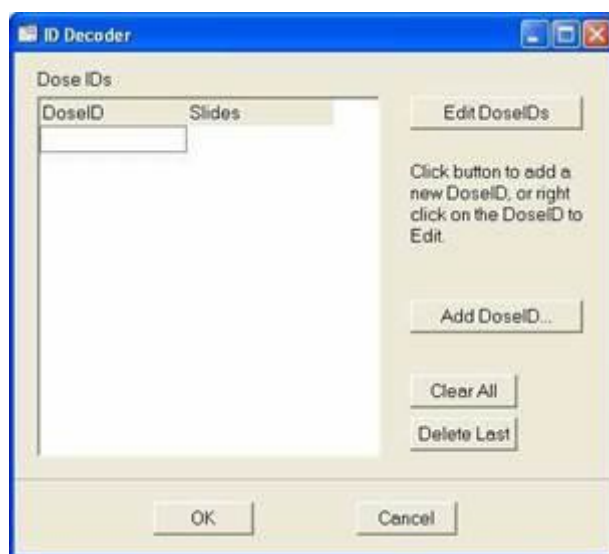 ID Decoder
Dose IDs
DoseID Slides
Edit DoseIDs
Click button to add a
new DoseID, or right
click on the DoseID to
Edit.
Add DoseID...
Clear All
Delete Last
OK Cancel